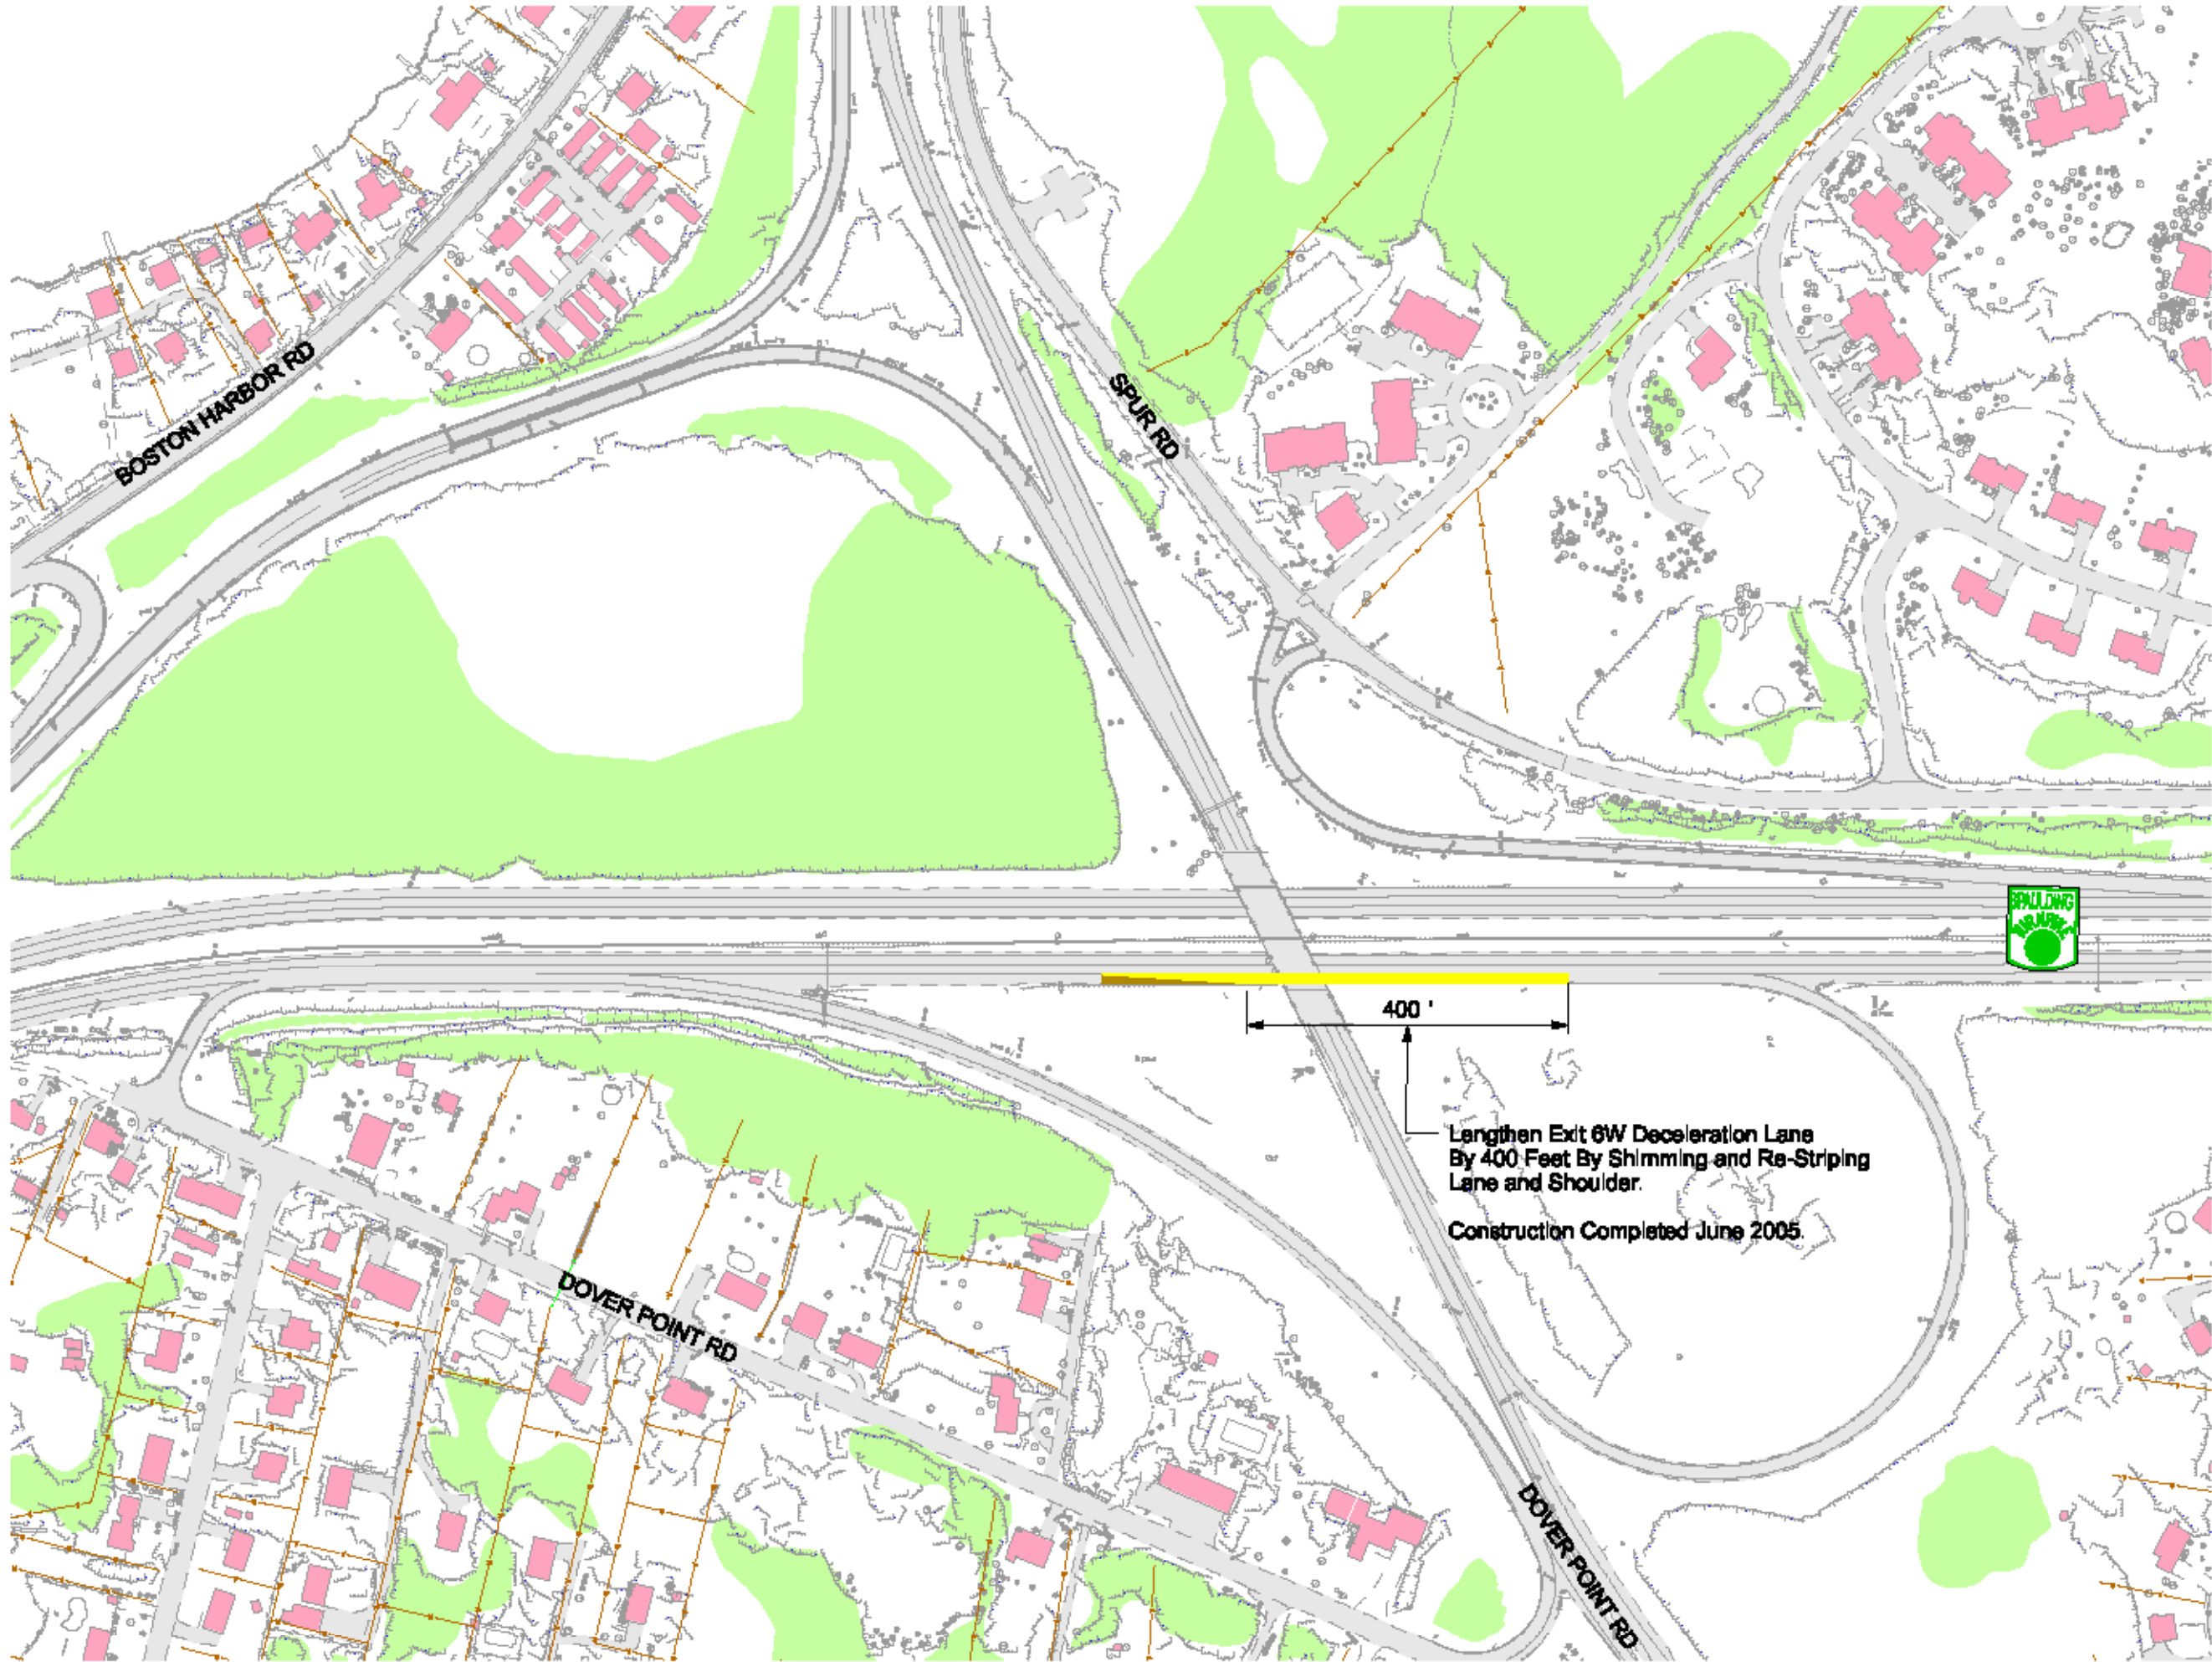 BOSTON HARBOR RD
SPUR RD
SPAULDING
TURNPIKE
400 '
Lengthen Exit 6W Deceleration Lane
By 400 Feet By Shimming and Re-Striping
Lane and Shoulder.
Construction Completed June 2005.
DOVER POINT RD
DOVER POINT RD